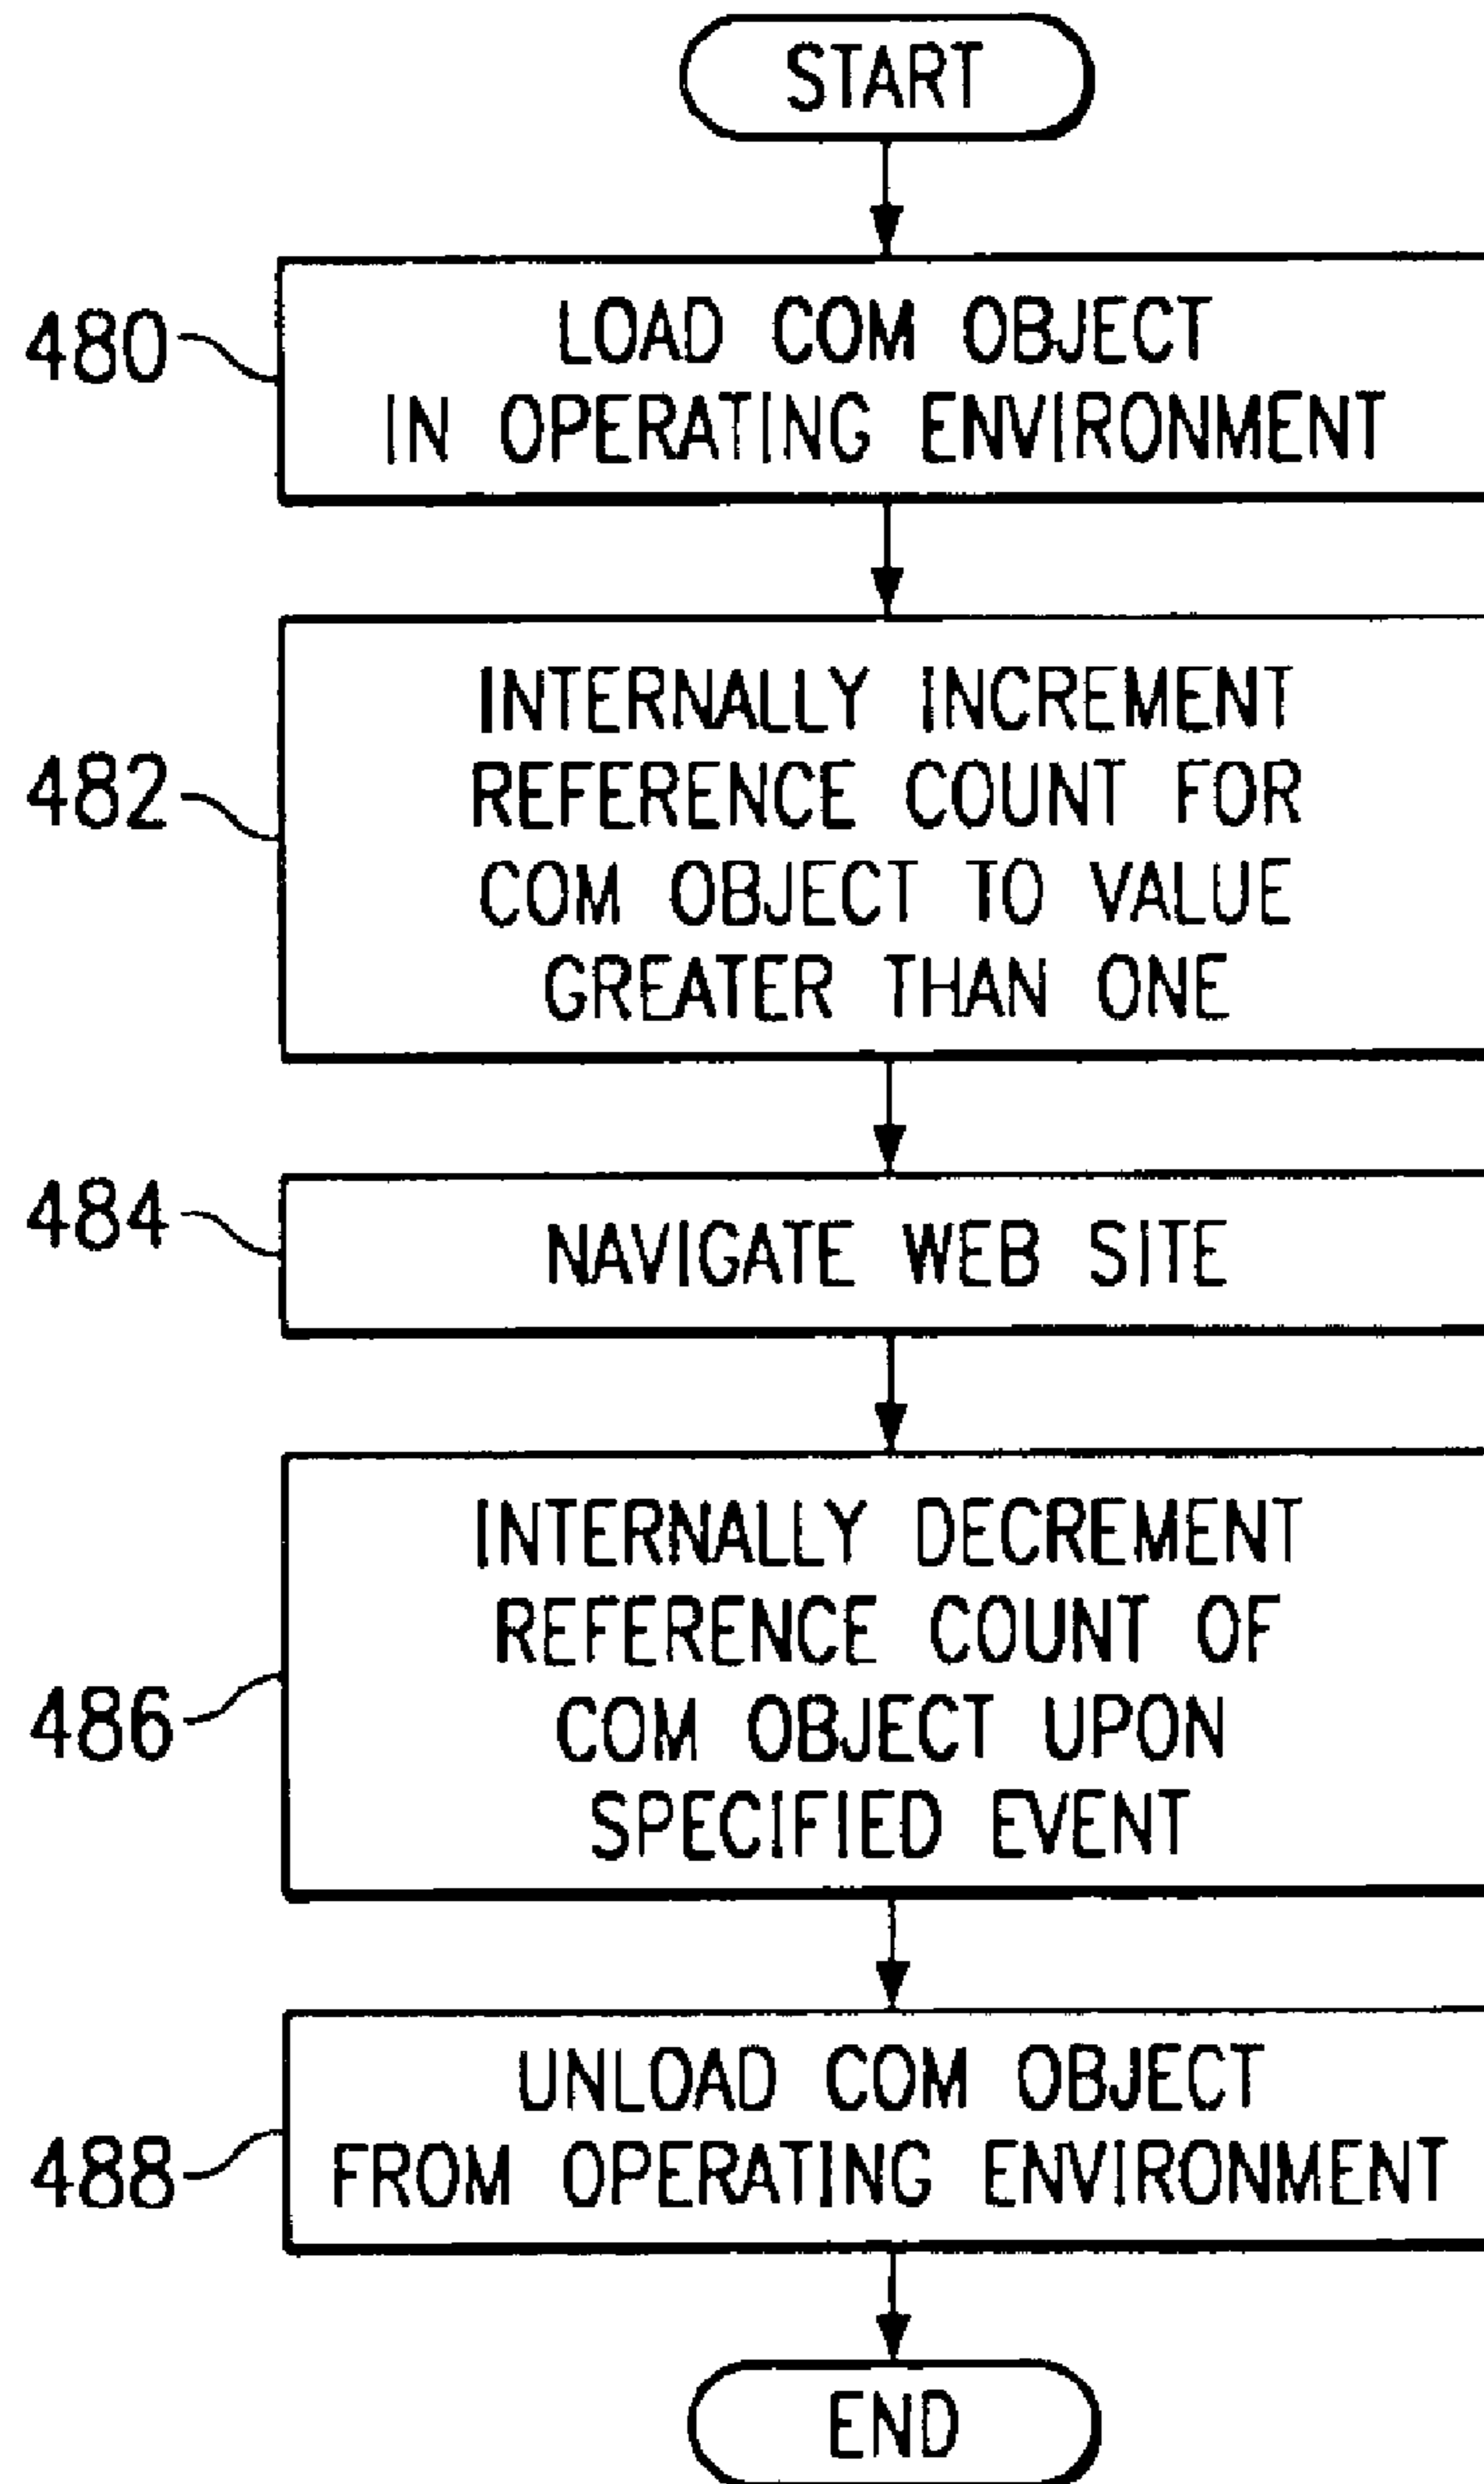 START
480
LOAD COM OBJECT
IN OPERATING ENVIRONMENT
482
INTERNALLY INCREMENT
REFERENCE COUNT FOR
COM OBJECT TO VALUE
GREATER THAN ONE
484
NAVIGATE WEB SITE
486
INTERNALLY DECREMENT
REFERENCE COUNT OF
COM OBJECT UPON
SPECIFIED EVENT
488
UNLOAD COM OBJECT
FROM OPERATING ENVIRONMENT
END